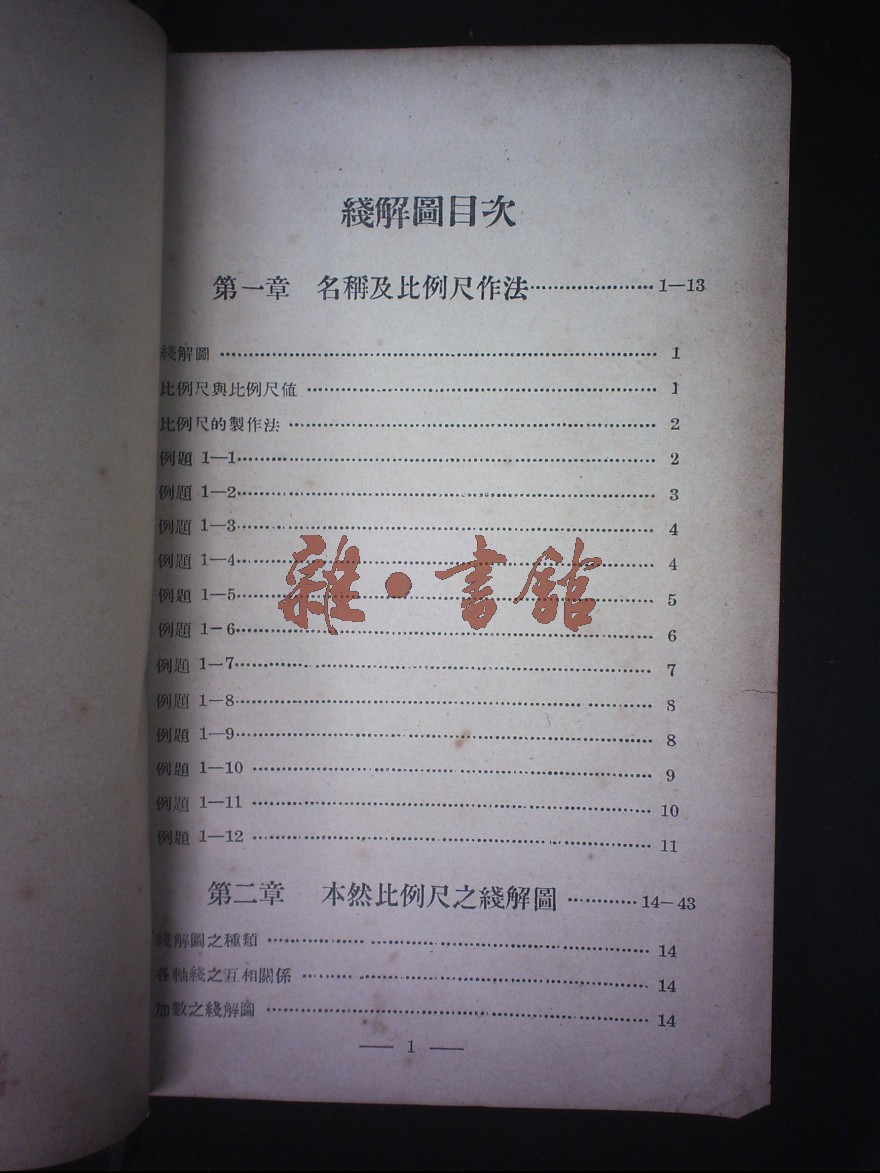 綫解圖目次
第一章 名稱及比例尺作法…………………1—13
綫解圖……………………………………………… 1
比例尺與比例尺值……………………………………………… 1
比例尺的製作法……………………………………………… 2
例題 1—1……………………………………………… 2
例題 1—2……………………………………………… 3
例題 1—3……………………………………………… 4
例題 1—4……………………………………………… 4
例題 1—5……………………………………………… 5
雜·書館
例題 1—6……………………………………………… 6
例題 1—7……………………………………………… 7
例題 1—8……………………………………………… 8
例題 1—9……………………………………………… 8
例題 1—10……………………………………………… 9
例題 1—11……………………………………………… 10
例題 1—12……………………………………………… 11
第二章 本然比例尺之綫解圖…………14—43
綫解圖之種類……………………………………………… 14
各軸綫之互相關係……………………………………………… 14
加數之綫解圖……………………………………………… 14
— 1 —